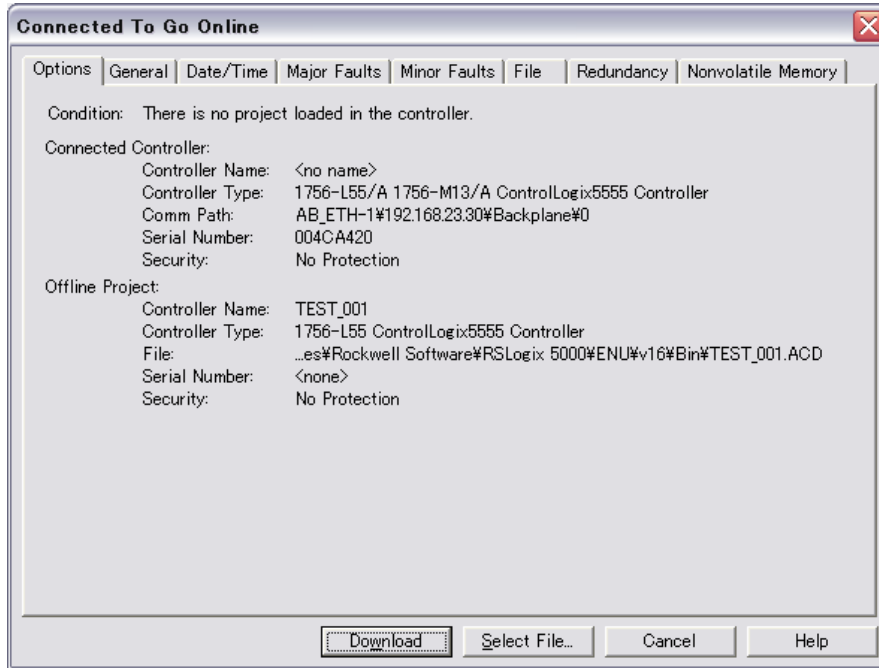 Connected To Go Online
Options General Date/Time Major Faults Minor Faults File Redundancy Nonvolatile Memory
Condition: There is no project loaded in the controller.
Connected Controller:
Controller Name: <no name>
Controller Type: 1756-L55/A 1756-M13/A ControlLogix5555 Controller
Comm Path: AB_ETH-1¥192.168.23.30¥Backplane¥0
Serial Number: 004CA420
Security: No Protection
Offline Project:
Controller Name: TEST_001
Controller Type: 1756-L55 ControlLogix5555 Controller
File: ...es¥Rockwell Software¥RSLogix 5000¥ENU¥v16¥Bin¥TEST_001.ACD
Serial Number: <none>
Security: No Protection
Download Select File... Cancel Help